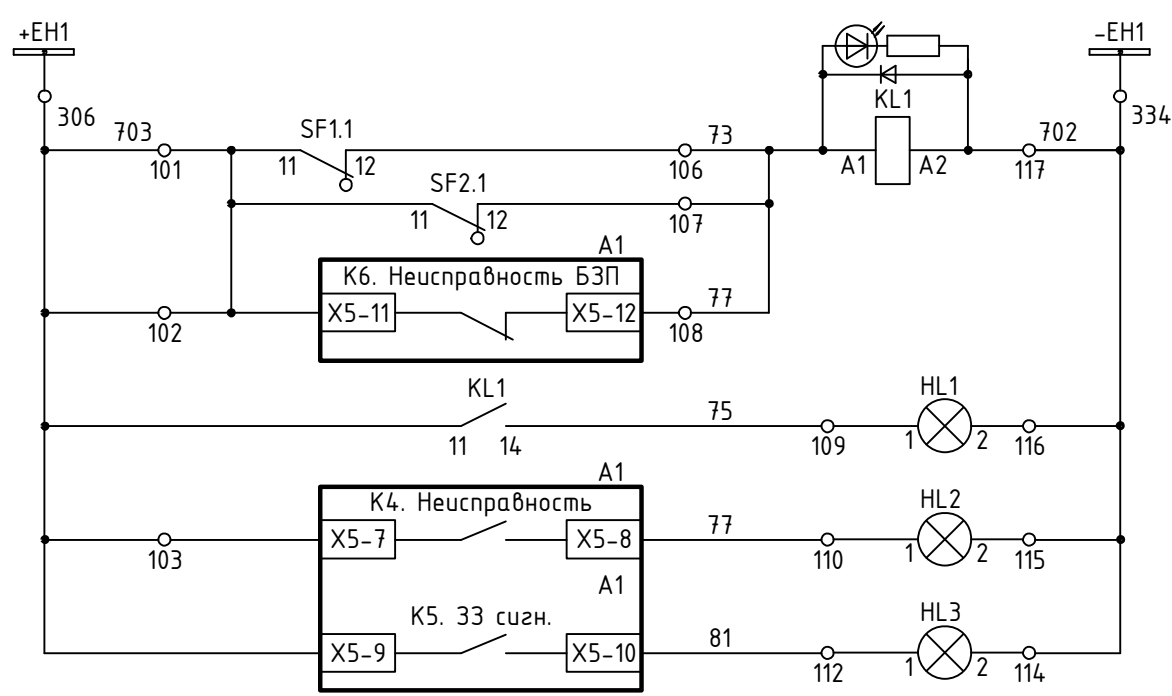 +EH1
-EH1
306
334
703
SF1.1
73
KL1
702
101
11
12
106
A1
A2
117
SF2.1
11
12
107
A1
К6. Неисправность БЗП
X5-11
X5-12
77
102
108
KL1
11
14
75
109
HL1
1
2
116
A1
К4. Неисправность
X5-7
X5-8
77
103
110
HL2
1
2
115
A1
К5. ЗЗ сигн.
X5-9
X5-10
81
112
HL3
1
2
114